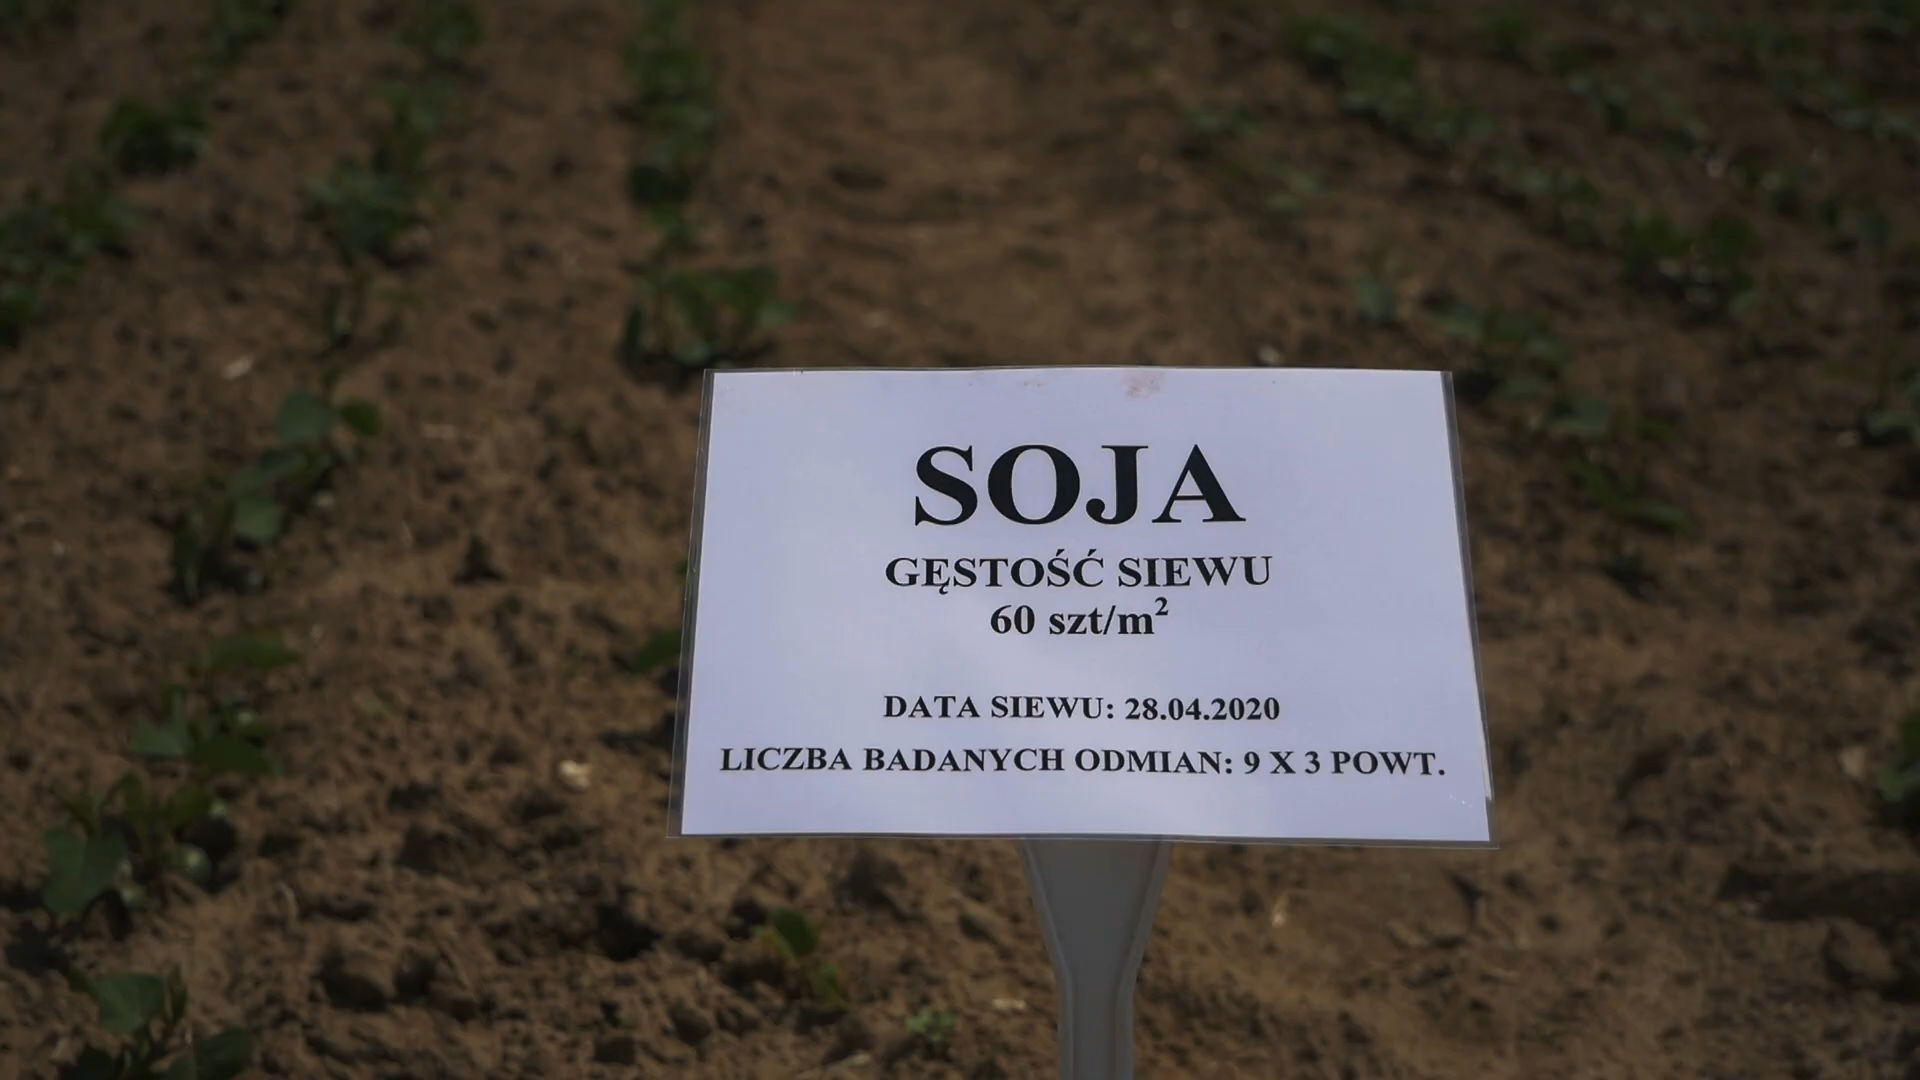 SOJA
GĘSTOŚĆ SIEWU
60 szt/m²
DATA SIEWU: 28.04.2020
LICZBA BADANYCH ODMIAN: 9 X 3 POWT.